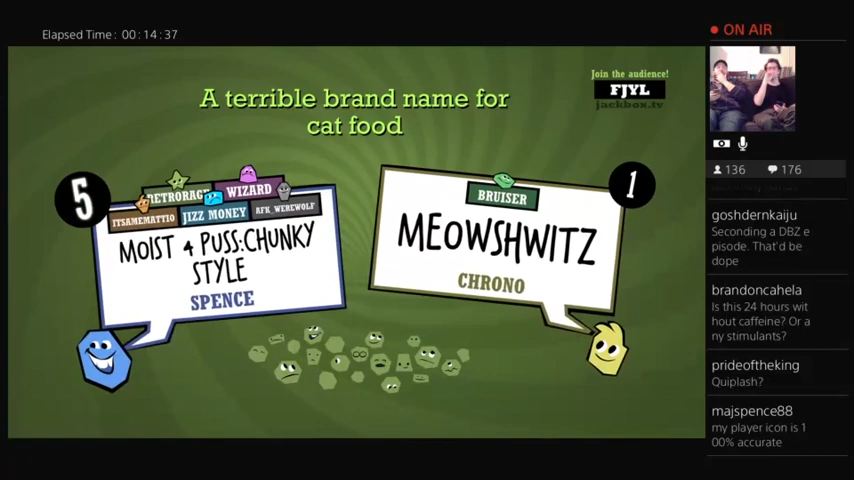 Elapsed Time: 00:14:37
ON AIR
A terrible brand name for
cat food
Join the audience!
FJYL
jackbox.tv
5
RETRORAGE
WIZARD
ITSAMEMATTIO
JIZZ MONEY
AFK_WEREWOLF
MOIST 4 PUSS:CHUNKY
STYLE
SPENCE
1
BRUISER
MEOWSHWITZ
CHRONO
136
176
goshdernkaiju
Seconding a DBZ e
pisode. That'd be
dope
brandoncahela
Is this 24 hours wit
hout caffeine? Or a
ny stimulants?
prideoftheking
Quiplash?
majspence88
my player icon is 1
00% accurate